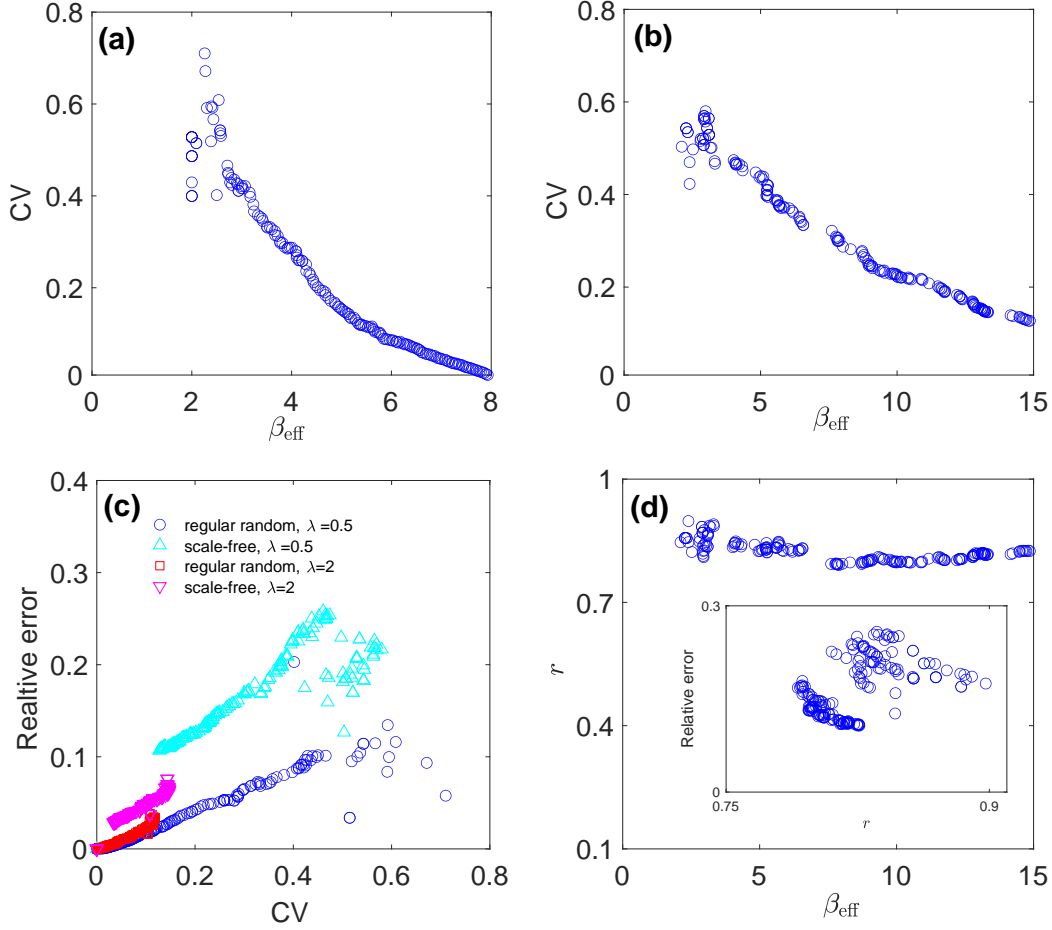 (a)
CV
0.8
0.6
0.4
0.2
0
0 2 4 6 8
β_eff
(b)
CV
0.8
0.6
0.4
0.2
0
0 5 10 15
β_eff
(c)
Realtive error
0.4
0.3
0.2
0.1
0
0 0.2 0.4 0.6 0.8
CV
regular random, λ =0.5
scale-free, λ =0.5
regular random, λ=2
scale-free, λ=2
(d)
r
1
0.7
0.4
0.1
0 5 10 15
β_eff
Relative error
0.3
0
0.75 0.9
r